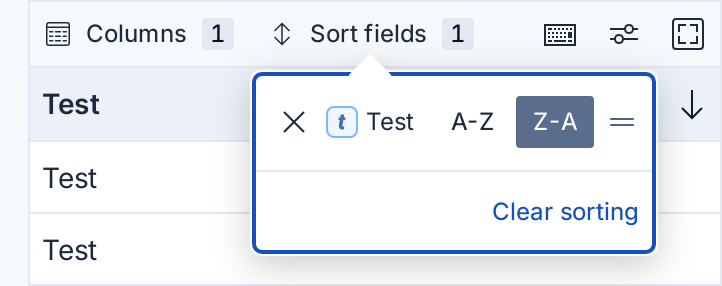 Columns 1 Sort fields 1
Test
t Test A-Z Z-A
Test
Clear sorting
Test